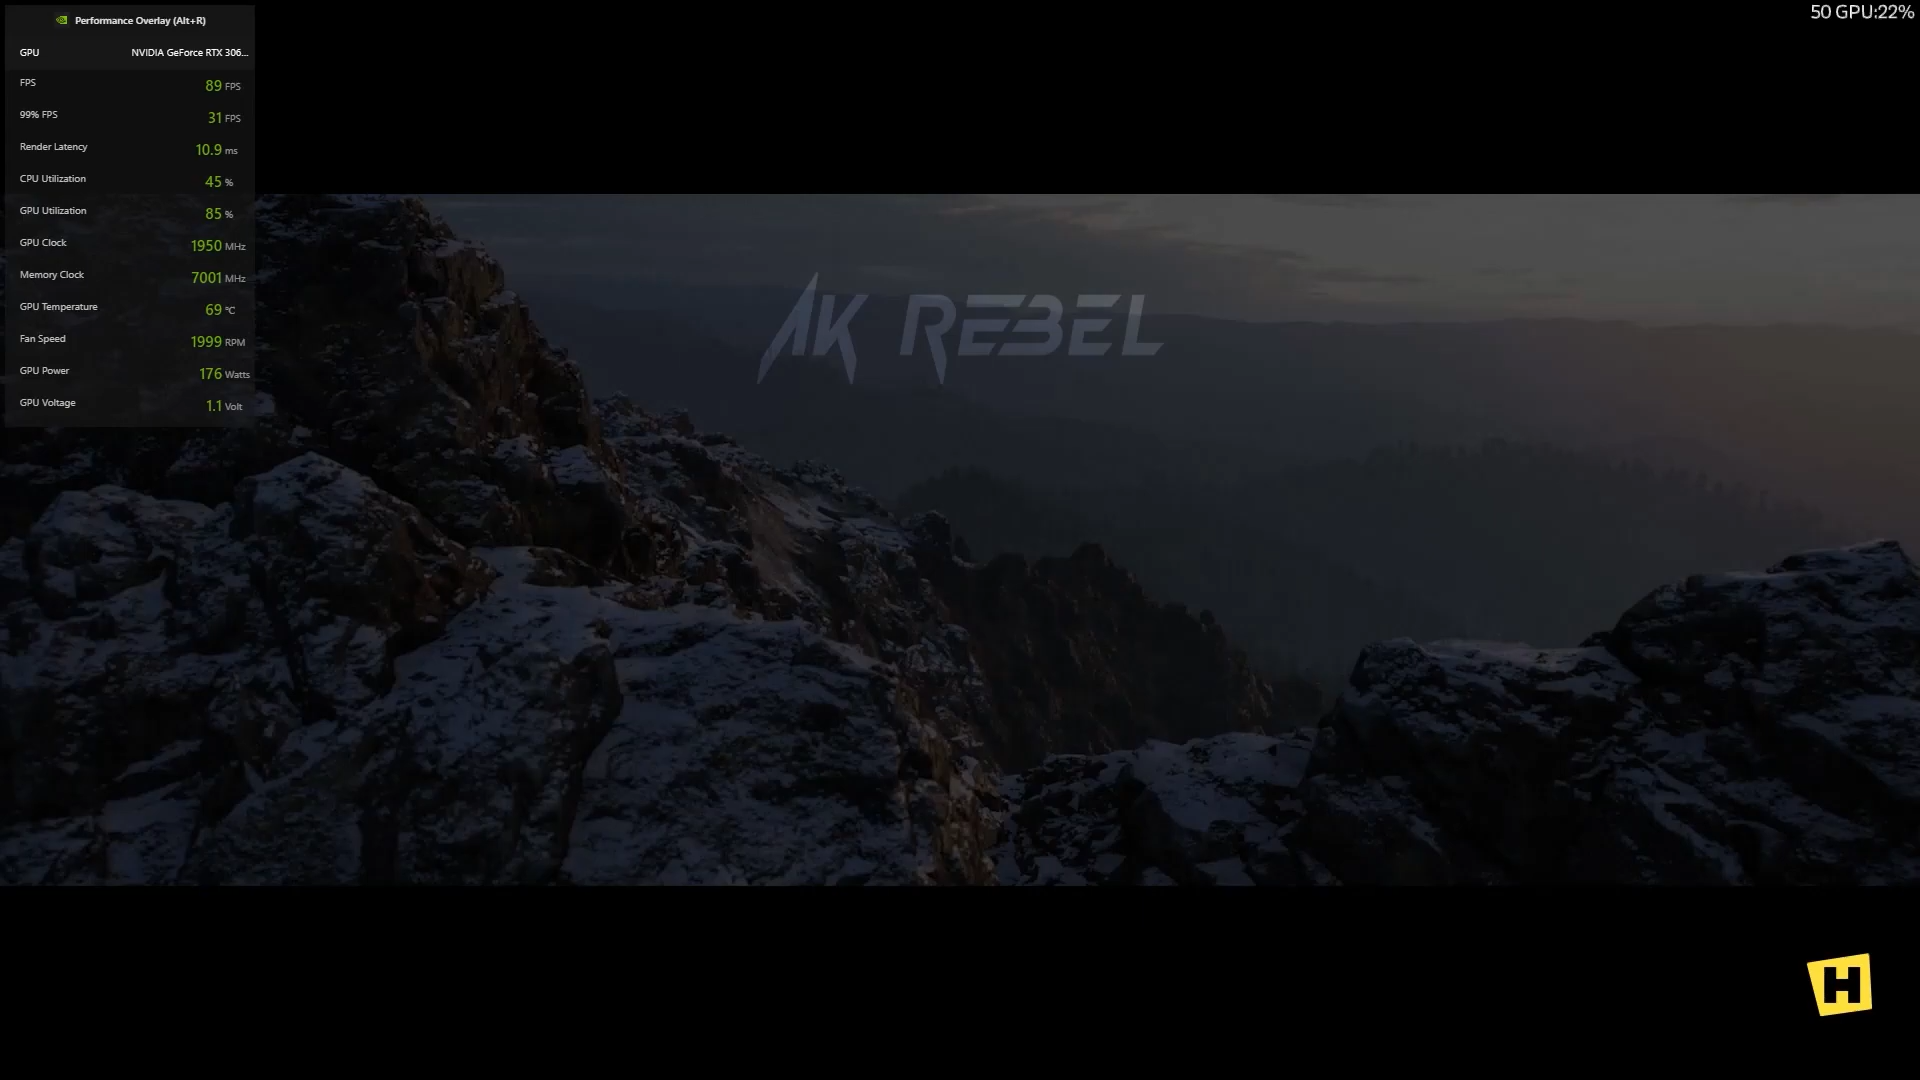 Performance Overlay (Alt+R)
50 GPU:22%
GPU NVIDIA GeForce RTX 306...
FPS 89 FPS
99% FPS 31 FPS
Render Latency 10.9 ms
CPU Utilization 45 %
GPU Utilization 85 %
GPU Clock 1950 MHz
Memory Clock 7001 MHz
GPU Temperature 69 °C
Fan Speed 1999 RPM
GPU Power 176 Watts
GPU Voltage 1.1 Volt
AK REBEL
H